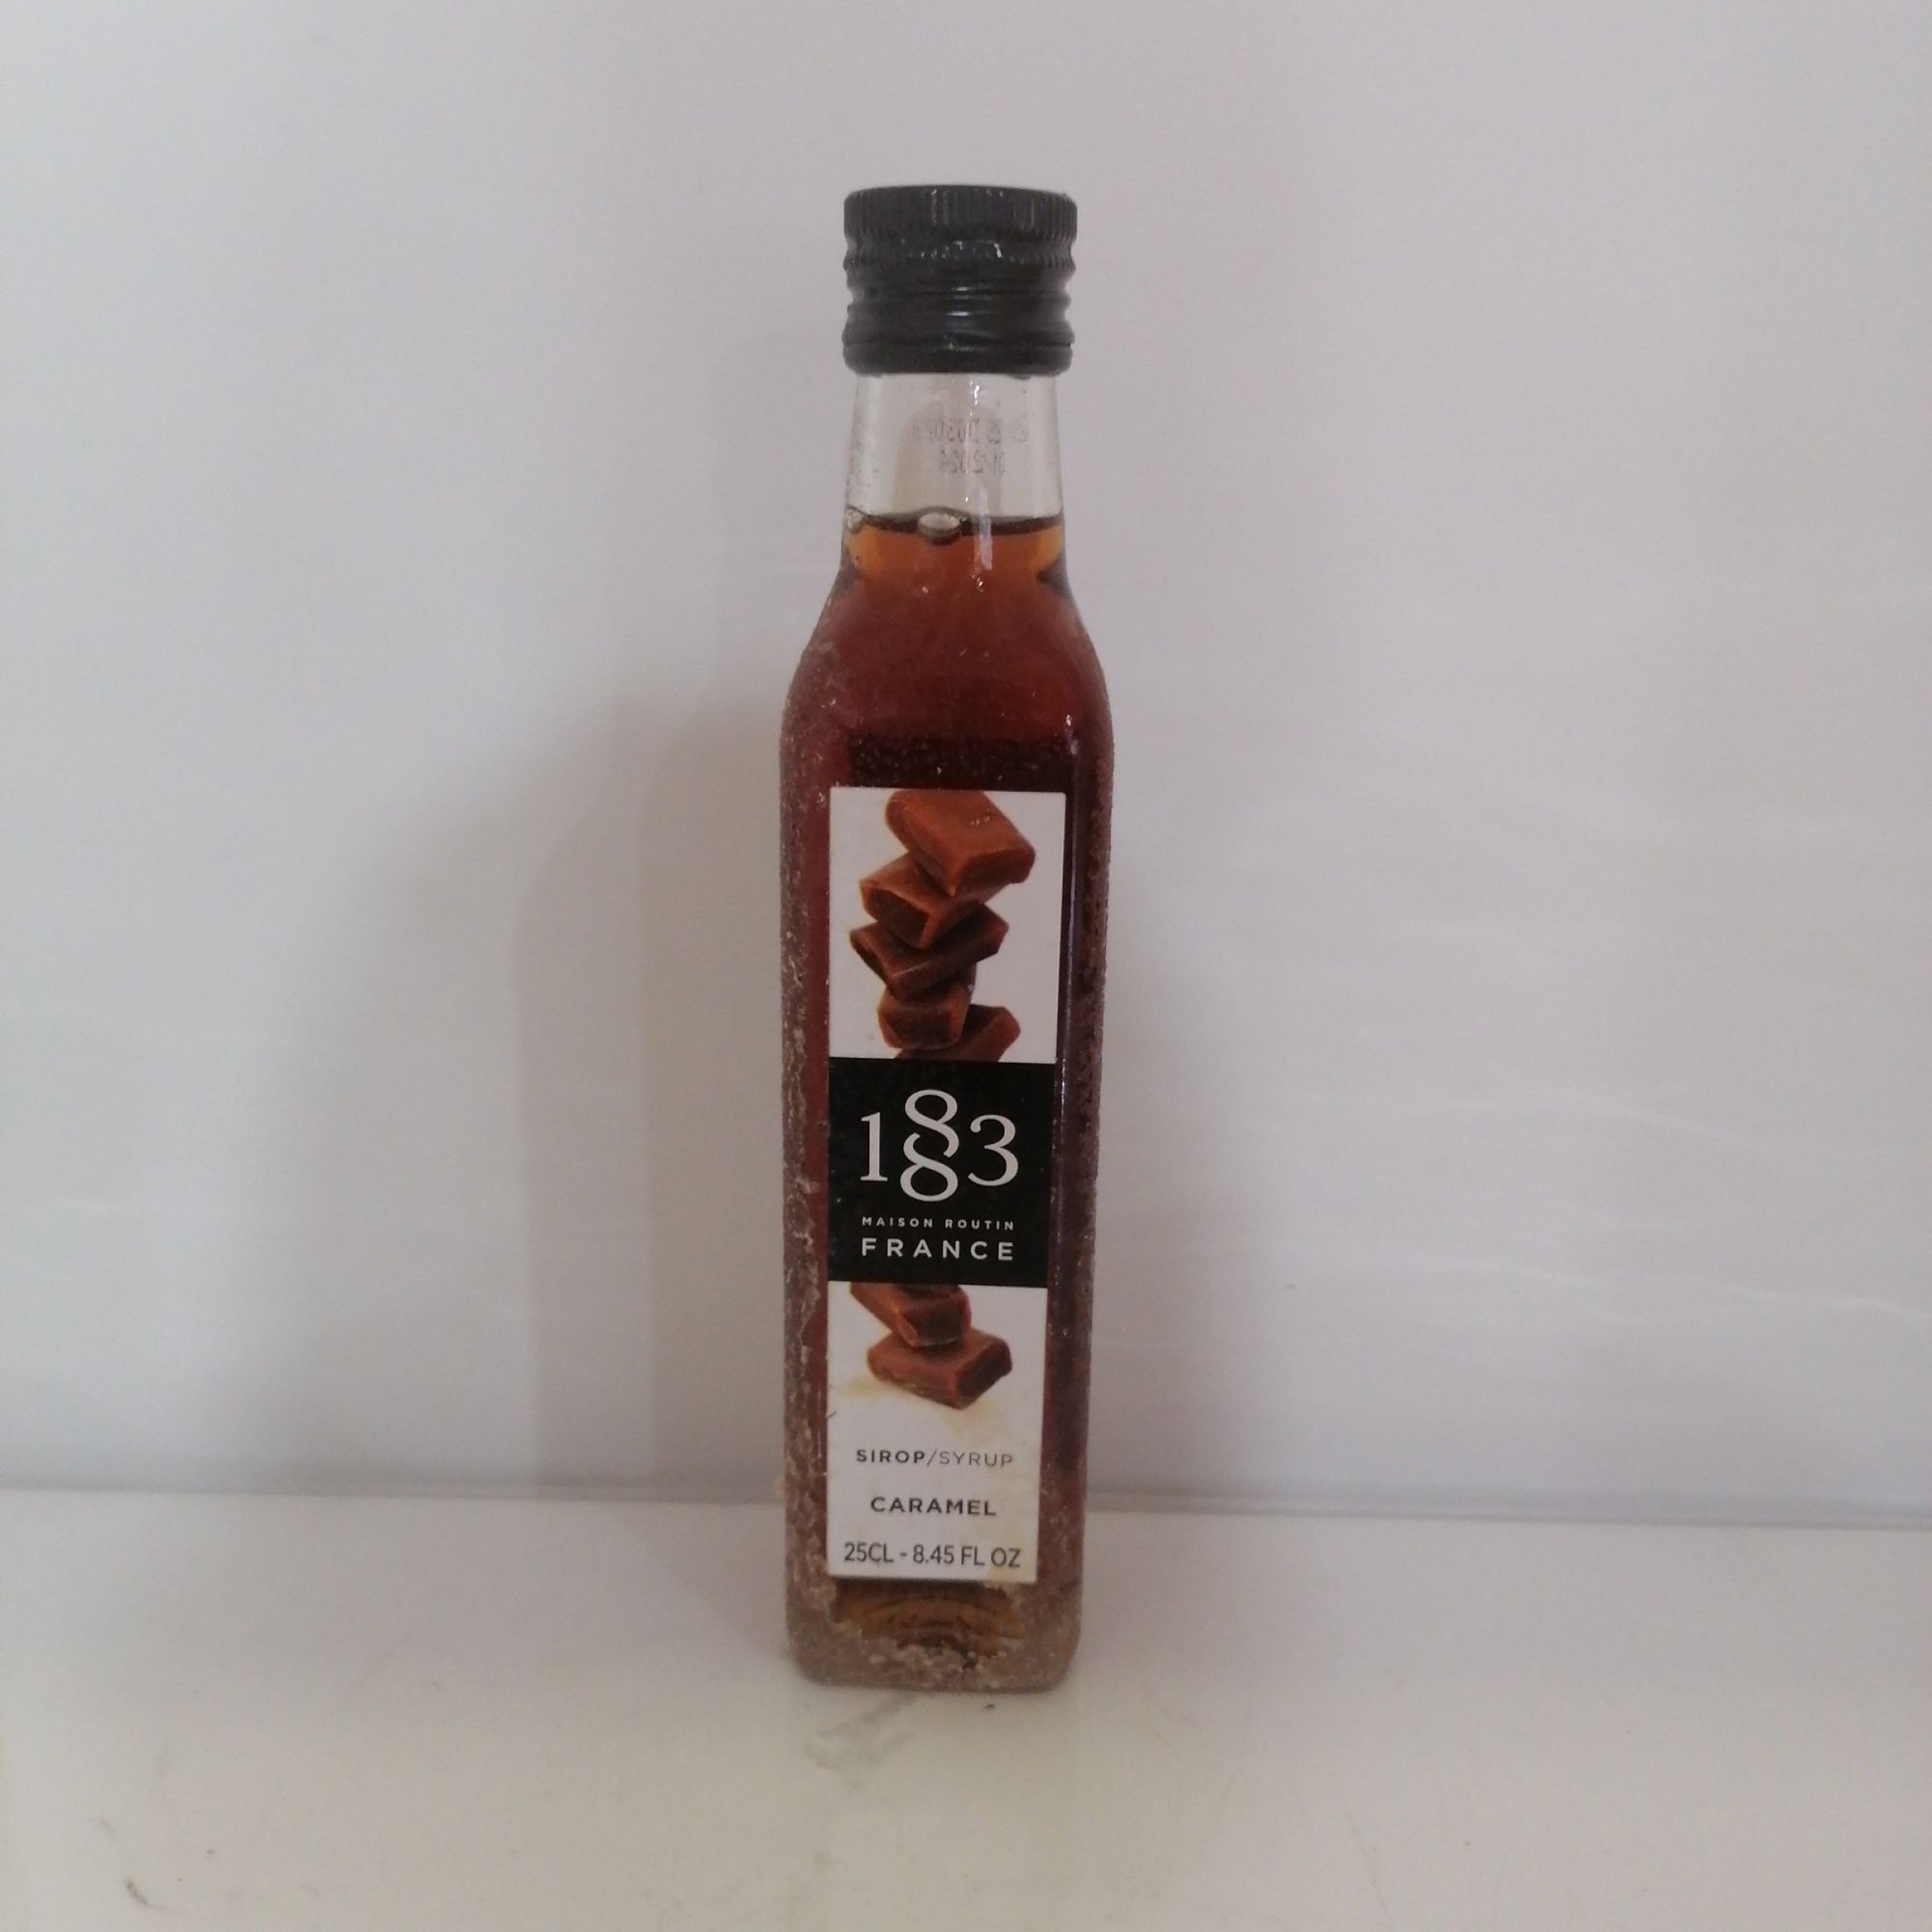 1883
MAISON ROUTIN
FRANCE
SIROP/SYRUP
CARAMEL
25CL - 8.45 FL OZ